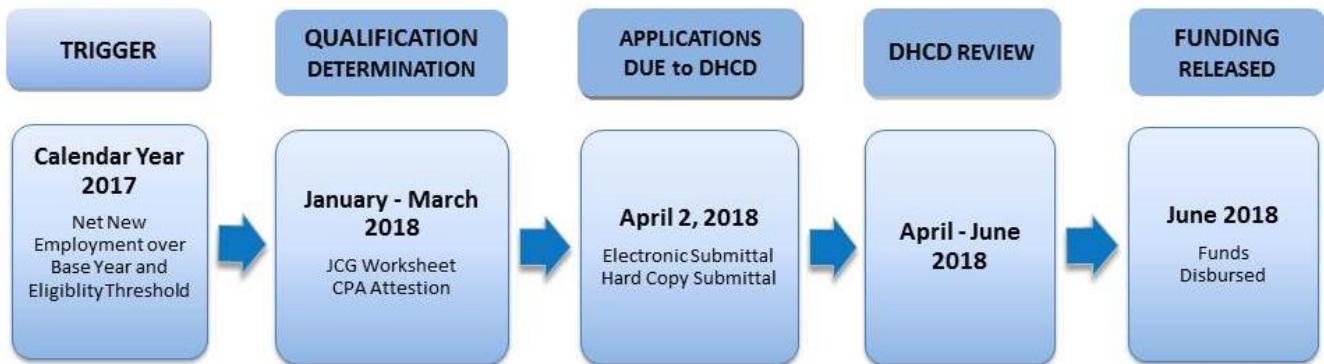 TRIGGER
QUALIFICATION
DETERMINATION
APPLICATIONS
DUE to DHCD
DHCD REVIEW
FUNDING
RELEASED
Calendar Year
2017
Net New
Employment over
Base Year and
Eligiblity Threshold
January - March
2018
JCG Worksheet
CPA Attestion
April 2, 2018
Electronic Submittal
Hard Copy Submittal
April - June
2018
June 2018
Funds
Disbursed